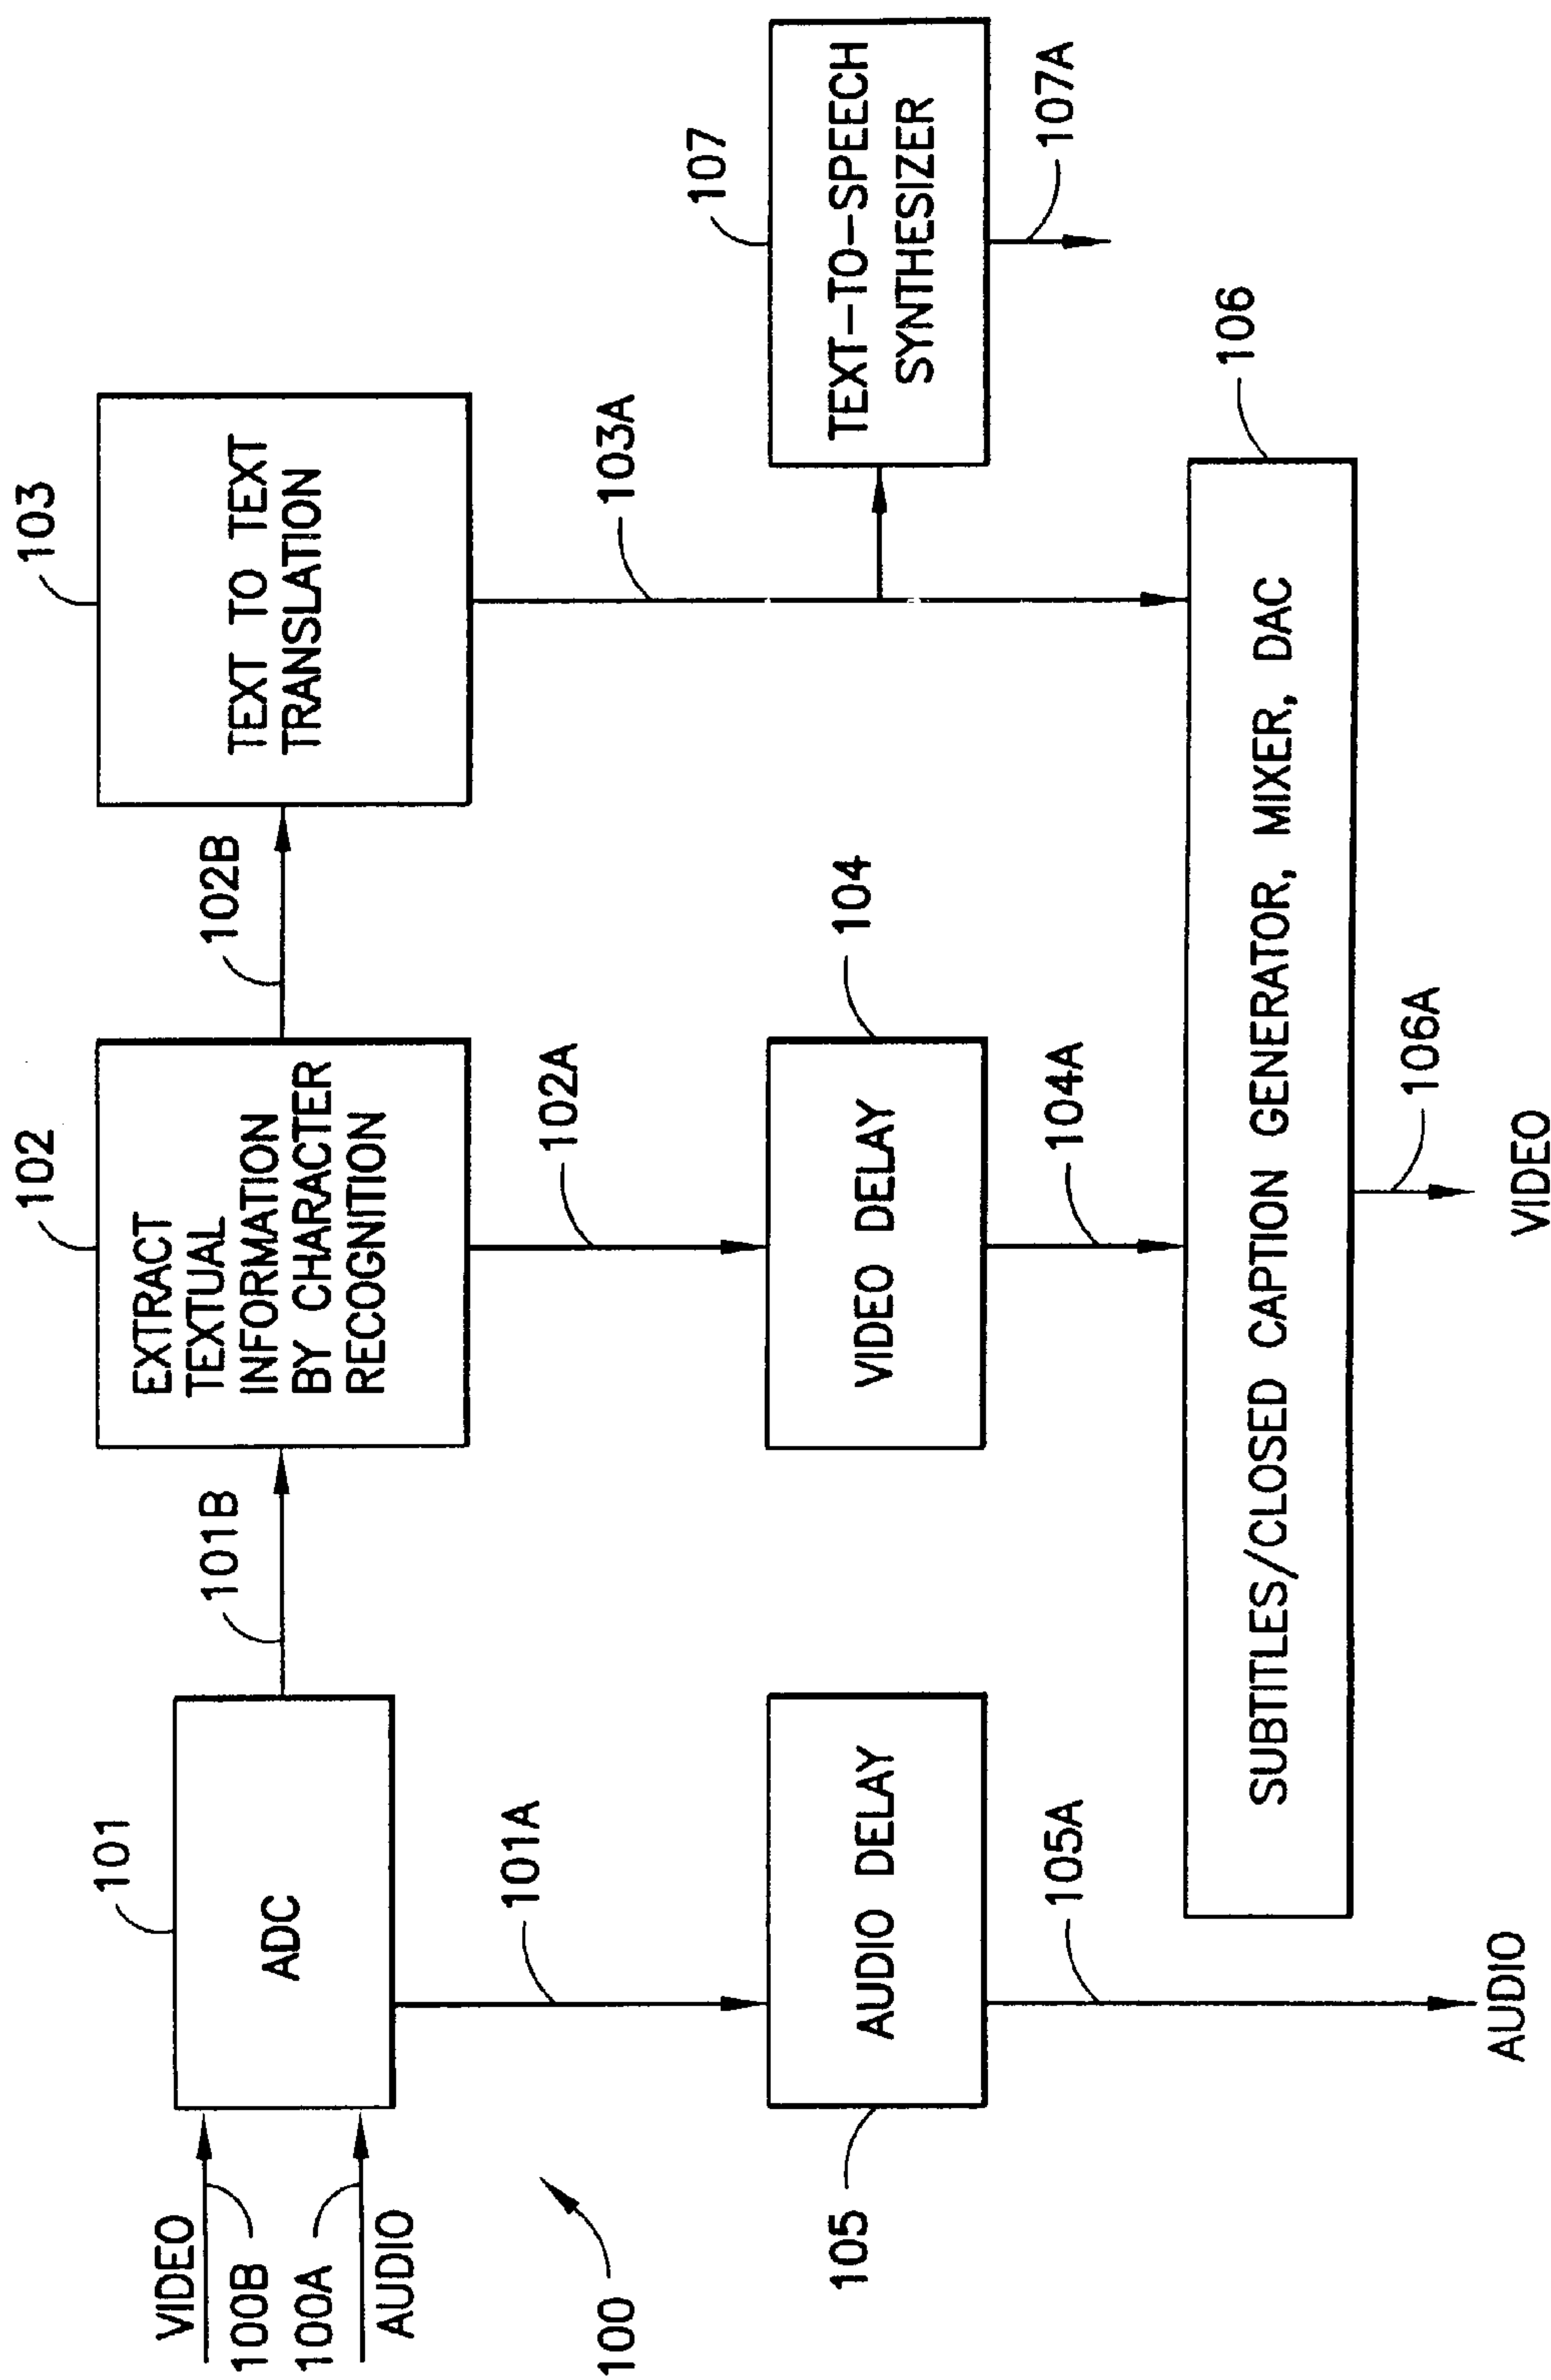 103
102
101
VIDEO
100B
100A
AUDIO
ADC
101B
EXTRACT
TEXTUAL
INFORMATION
BY CHARACTER
RECOGNITION
102B
TEXT TO TEXT
TRANSLATION
100
101A
102A
103A
107
105
AUDIO DELAY
VIDEO DELAY
104
TEXT-TO-SPEECH
SYNTHESIZER
105A
104A
107A
106
SUBTITLES/CLOSED CAPTION GENERATOR, MIXER, DAC
106A
AUDIO
VIDEO